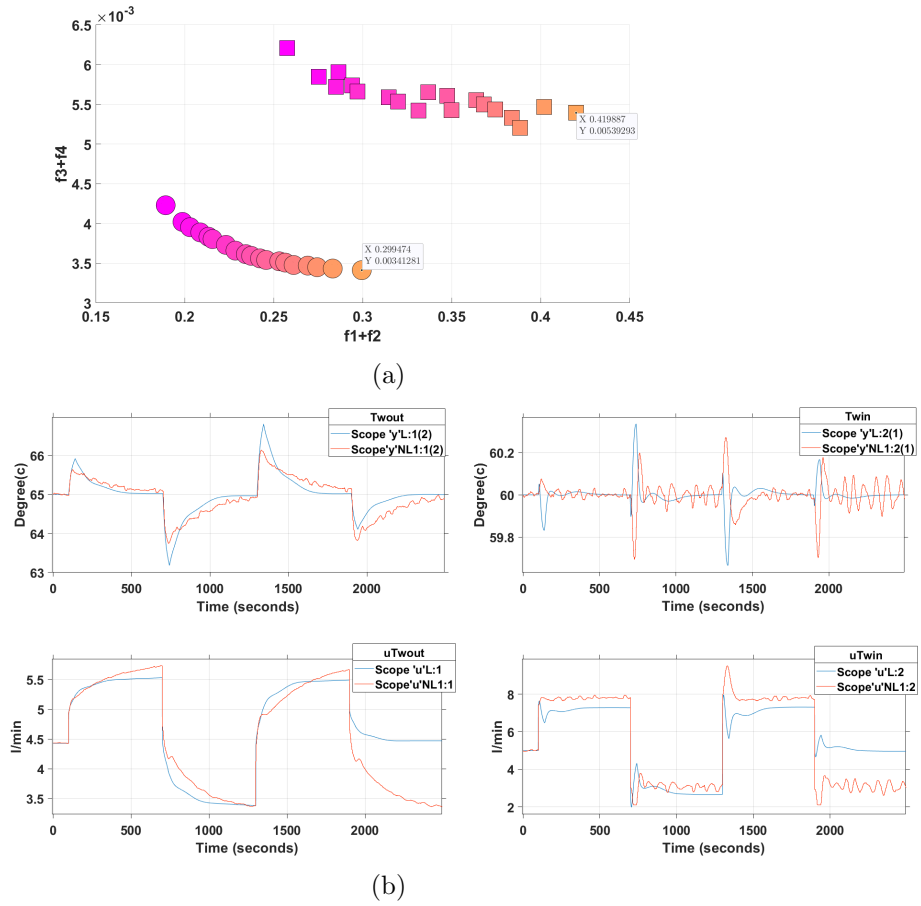 ×10⁻³
6.5
6
5.5
5
4.5
4
3.5
3
f3+f4
X 0.419887
Y 0.00539293
X 0.299474
Y 0.00341281
0.15 0.2 0.25 0.3 0.35 0.4 0.45
f1+f2
(a)
Twout
Scope 'y'L:1(2)
Scope'y'NL1:1(2)
66
65
64
63
Degree(c)
0 500 1000 1500 2000
Time (seconds)
Twin
Scope 'y'L:2(1)
Scope'y'NL1:2(1)
60.2
60
59.8
Degree(c)
0 500 1000 1500 2000
Time (seconds)
uTwout
Scope 'u'L:1
Scope'u'NL1:1
5.5
4.5
3.5
l/min
0 500 1000 1500 2000
Time (seconds)
uTwin
Scope 'u'L:2
Scope'u'NL1:2
8
6
4
2
l/min
0 500 1000 1500 2000
Time (seconds)
(b)